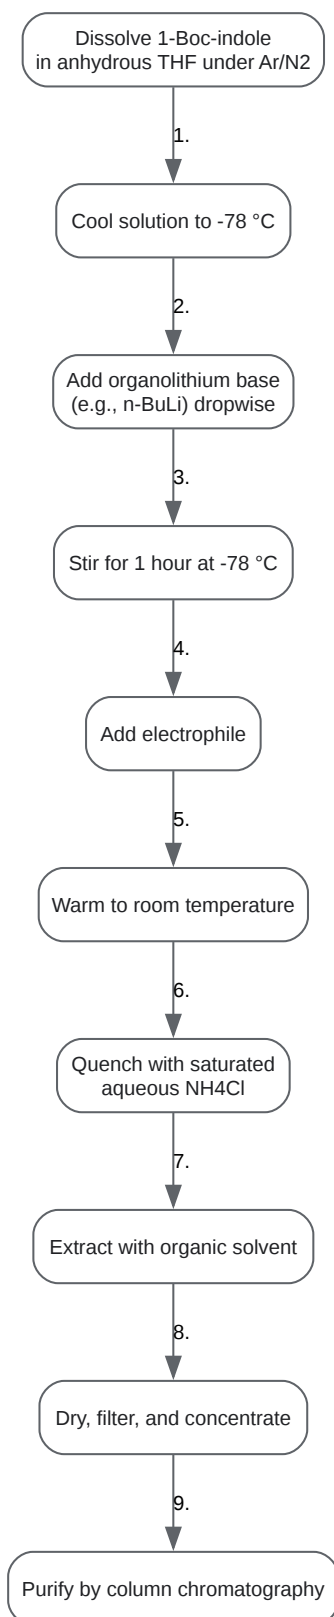 Dissolve 1-Boc-indole
in anhydrous THF under Ar/N2
1.
Cool solution to -78 °C
2.
Add organolithium base
(e.g., n-BuLi) dropwise
3.
Stir for 1 hour at -78 °C
4.
Add electrophile
5.
Warm to room temperature
6.
Quench with saturated
aqueous NH4Cl
7.
Extract with organic solvent
8.
Dry, filter, and concentrate
9.
Purify by column chromatography